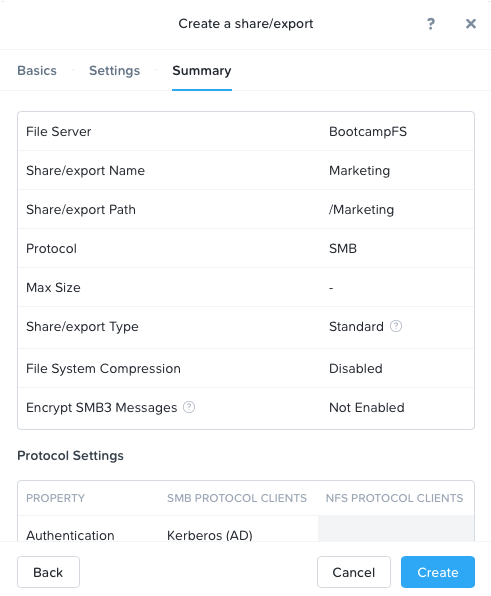 Create a share/export ? ×
Basics · Settings · Summary
File Server BootcampFS
Share/export Name Marketing
Share/export Path /Marketing
Protocol SMB
Max Size -
Share/export Type Standard ?
File System Compression Disabled
Encrypt SMB3 Messages ? Not Enabled
Protocol Settings
PROPERTY SMB PROTOCOL CLIENTS NFS PROTOCOL CLIENTS
Authentication Kerberos (AD)
Back Cancel Create